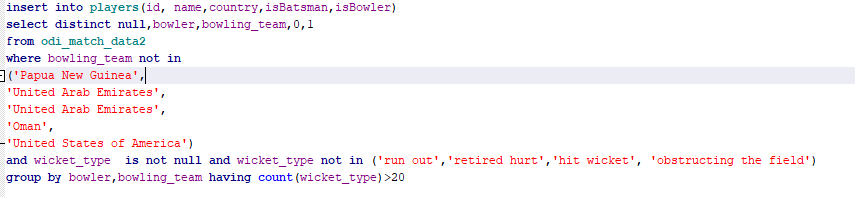 insert into players(id, name,country,isBatsman,isBowler)
select distinct null,bowler,bowling_team,0,1
from odi_match_data2
where bowling_team not in
('Papua New Guinea',
'United Arab Emirates',
'United Arab Emirates',
'Oman',
'United States of America')
and wicket_type  is not null and wicket_type not in ('run out','retired hurt','hit wicket', 'obstructing the field')
group by bowler,bowling_team having count(wicket_type)>20